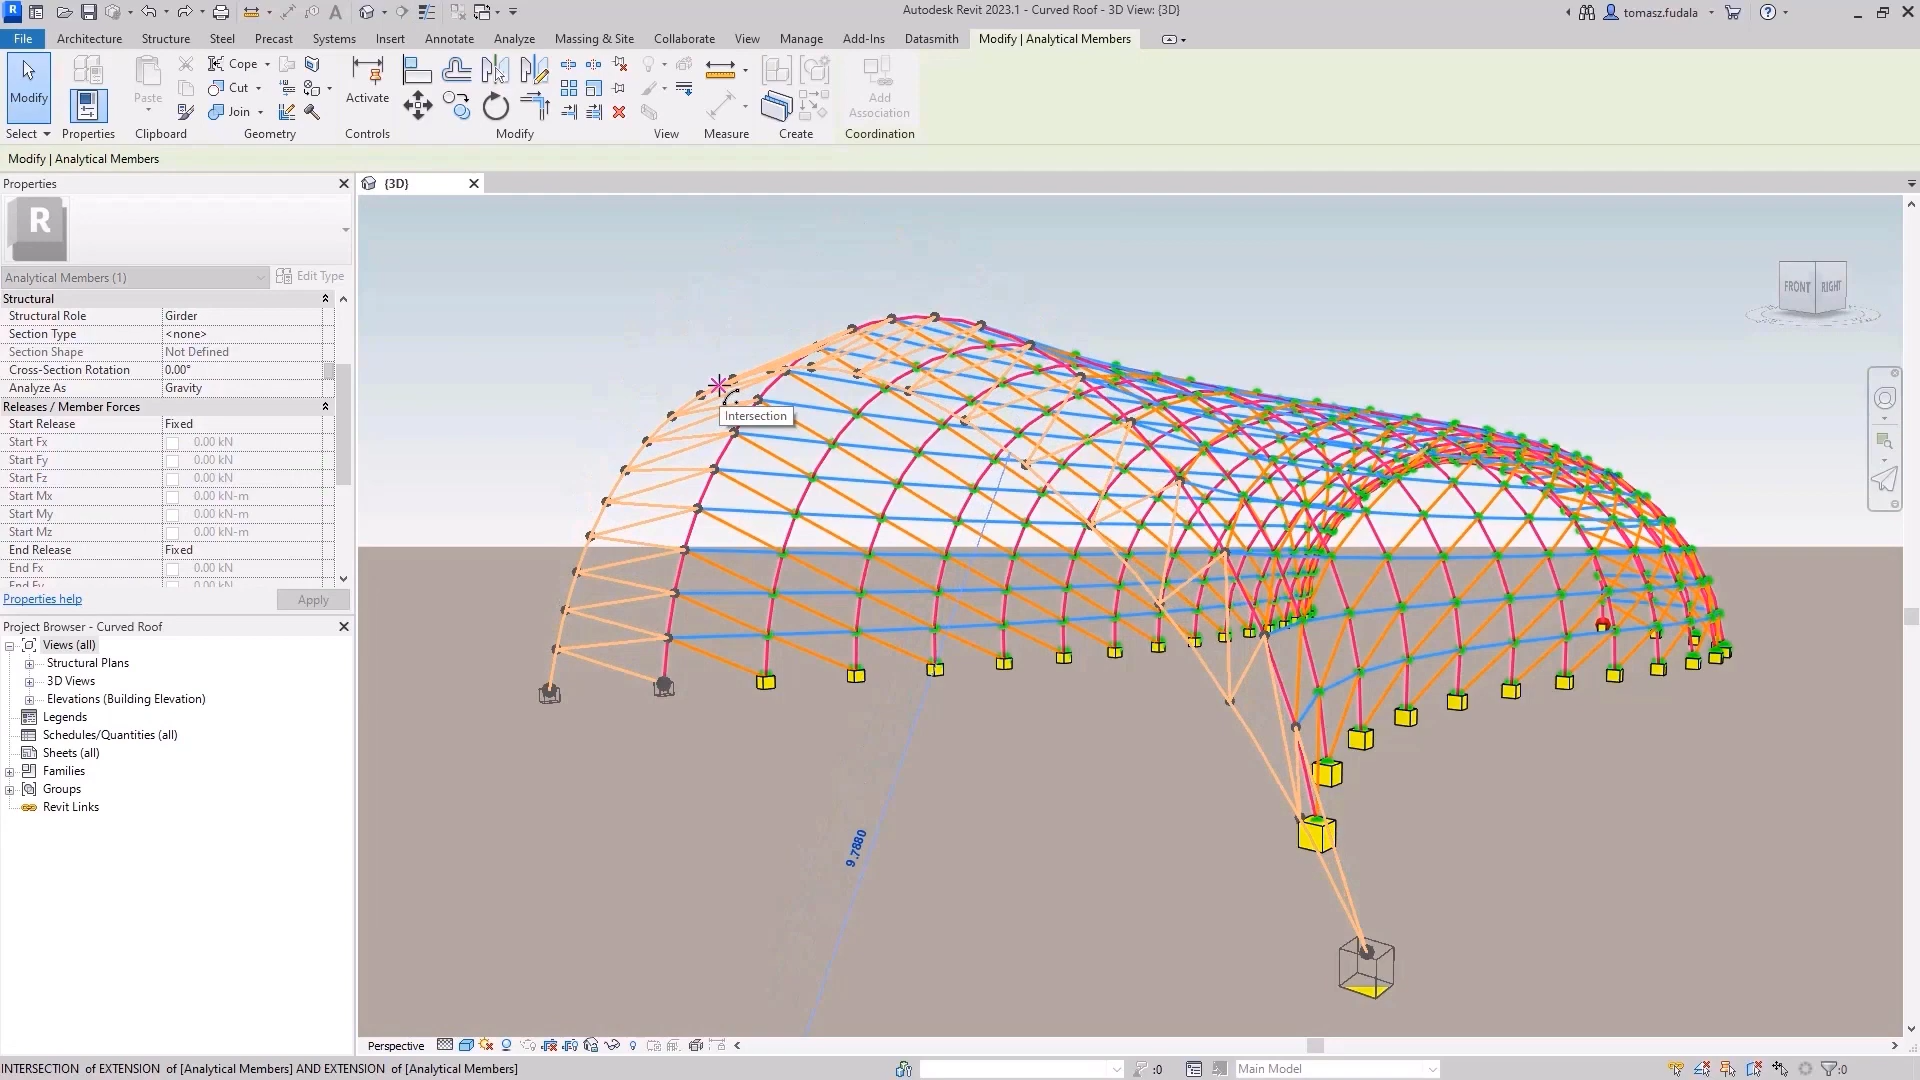 Autodesk Revit 2023.1 - Curved Roof - 3D View: {3D}
tomasz.fudala
File
Architecture
Structure
Steel
Precast
Systems
Insert
Annotate
Analyze
Massing & Site
Collaborate
View
Manage
Add-Ins
Datasmith
Modify | Analytical Members
Modify
Paste
Cope
Cut
Join
Activate
Add
Association
Select
Properties
Clipboard
Geometry
Controls
Modify
View
Measure
Create
Coordination
Modify | Analytical Members
Properties
{3D}
R
Analytical Members (1)
Edit Type
Structural
Structural Role Girder
Section Type <none>
Section Shape Not Defined
Cross-Section Rotation 0.00°
Analyze As Gravity
Releases / Member Forces
Start Release Fixed
Start Fx 0.00 kN
Start Fy 0.00 kN
Start Fz 0.00 kN
Start Mx 0.00 kN-m
Start My 0.00 kN-m
Start Mz 0.00 kN-m
End Release Fixed
End Fx 0.00 kN
End Fy 0.00 kN
Properties help
Apply
Project Browser - Curved Roof
Views (all)
Structural Plans
3D Views
Elevations (Building Elevation)
Legends
Schedules/Quantities (all)
Sheets (all)
Families
Groups
Revit Links
FRONT
RIGHT
Intersection
9.7880
Perspective
INTERSECTION of EXTENSION of [Analytical Members] AND EXTENSION of [Analytical Members]
:0
Main Model
:0